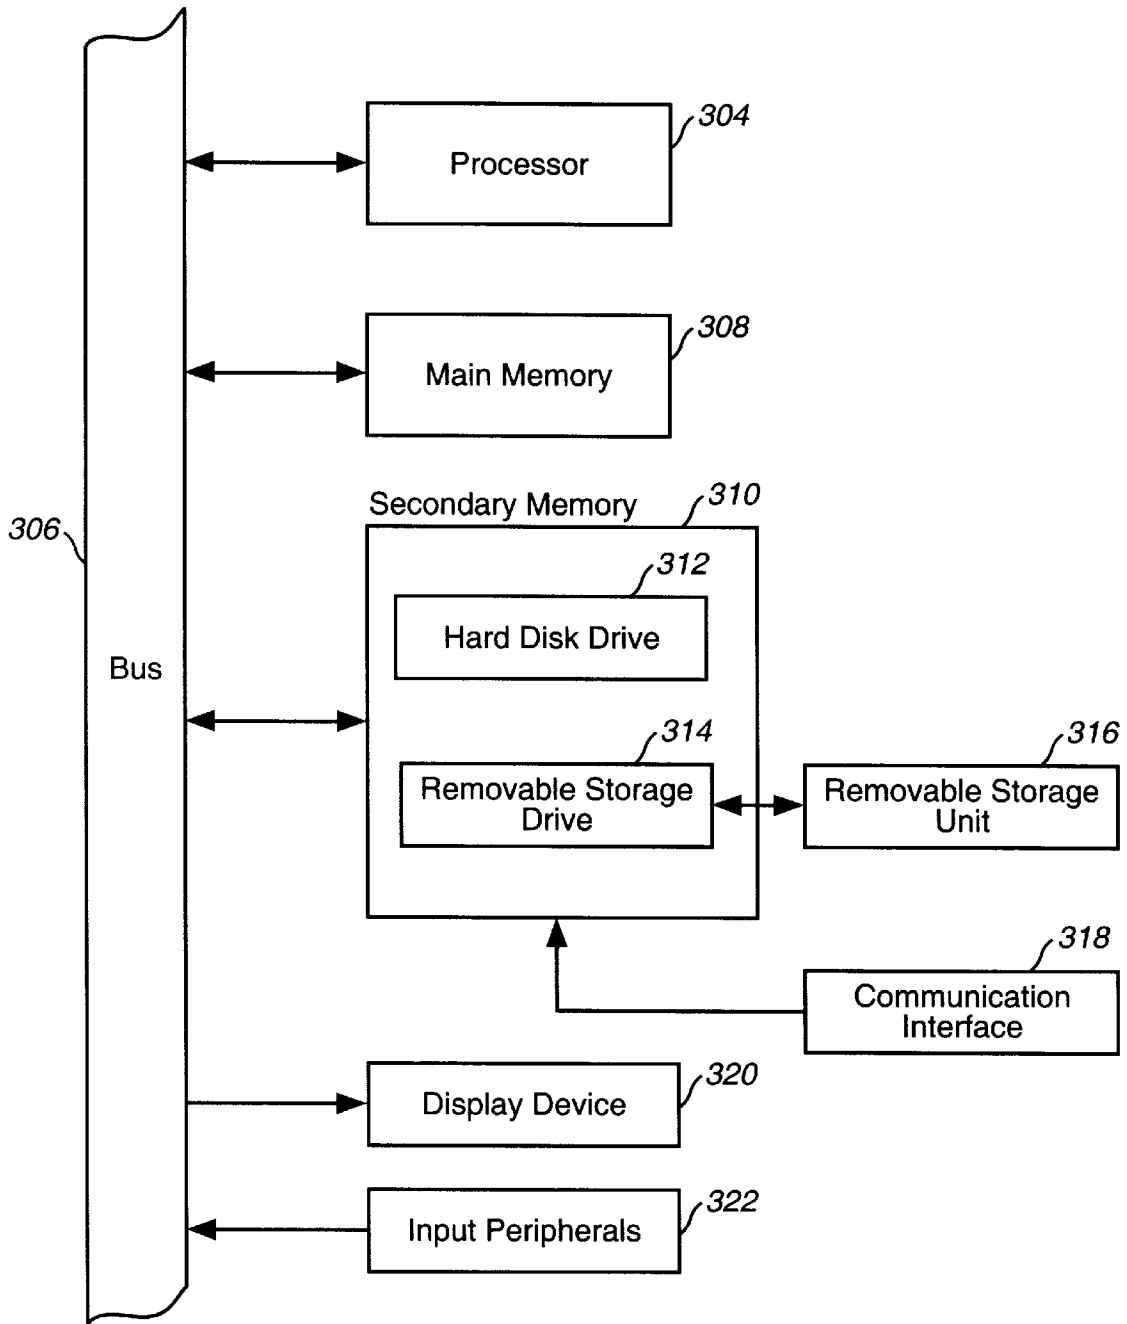 304
Processor
308
Main Memory
Secondary Memory
310
306
312
Hard Disk Drive
Bus
314
316
Removable Storage
Drive
Removable Storage
Unit
318
Communication
Interface
320
Display Device
322
Input Peripherals